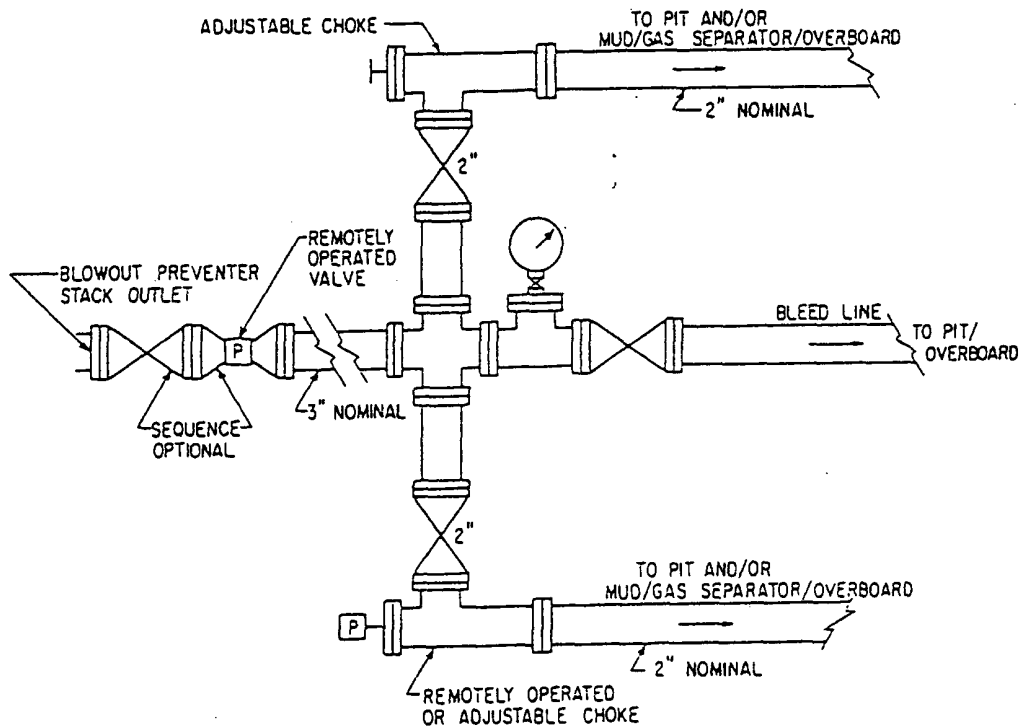 ADJUSTABLE CHOKE
TO PIT AND/OR
MUD/GAS SEPARATOR/OVERBOARD
2" NOMINAL
2"
REMOTELY
OPERATED
VALVE
BLOWOUT PREVENTER
STACK OUTLET
P
BLEED LINE
TO PIT/
OVERBOARD
3" NOMINAL
SEQUENCE
OPTIONAL
2"
TO PIT AND/OR
MUD/GAS SEPARATOR/OVERBOARD
P
2" NOMINAL
REMOTELY OPERATED
OR ADJUSTABLE CHOKE